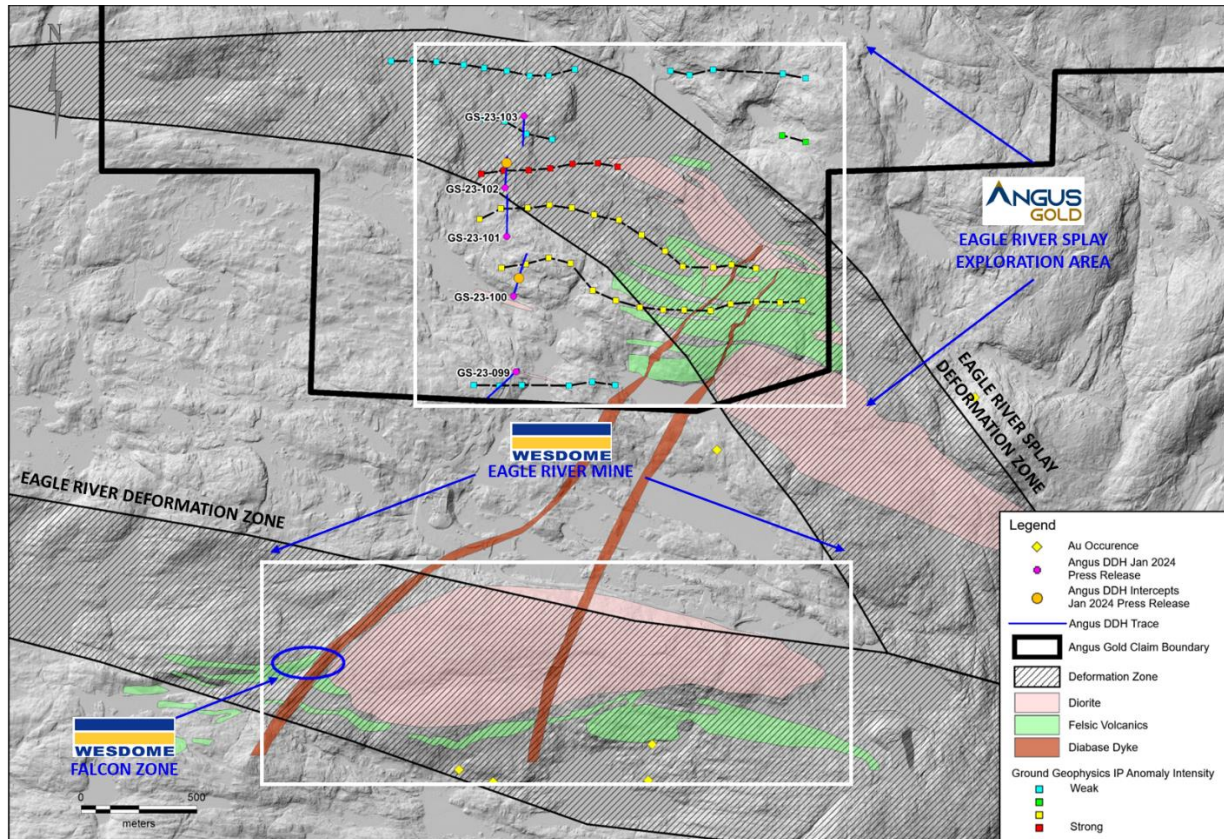 N
GS-23-103
GS-23-102
GS-23-101
GS-23-100
GS-23-099
ANGUS
GOLD
EAGLE RIVER SPLAY
EXPLORATION AREA
EAGLE RIVER SPLAY
DEFORMATION ZONE
WESDOME
EAGLE RIVER MINE
EAGLE RIVER DEFORMATION ZONE
WESDOME
FALCON ZONE
0 500
meters
Legend
Au Occurence
Angus DDH Jan 2024
Press Release
Angus DDH Intercepts
Jan 2024 Press Release
Angus DDH Trace
Angus Gold Claim Boundary
Deformation Zone
Diorite
Felsic Volcanics
Diabase Dyke
Ground Geophysics IP Anomaly Intensity
Weak
Strong